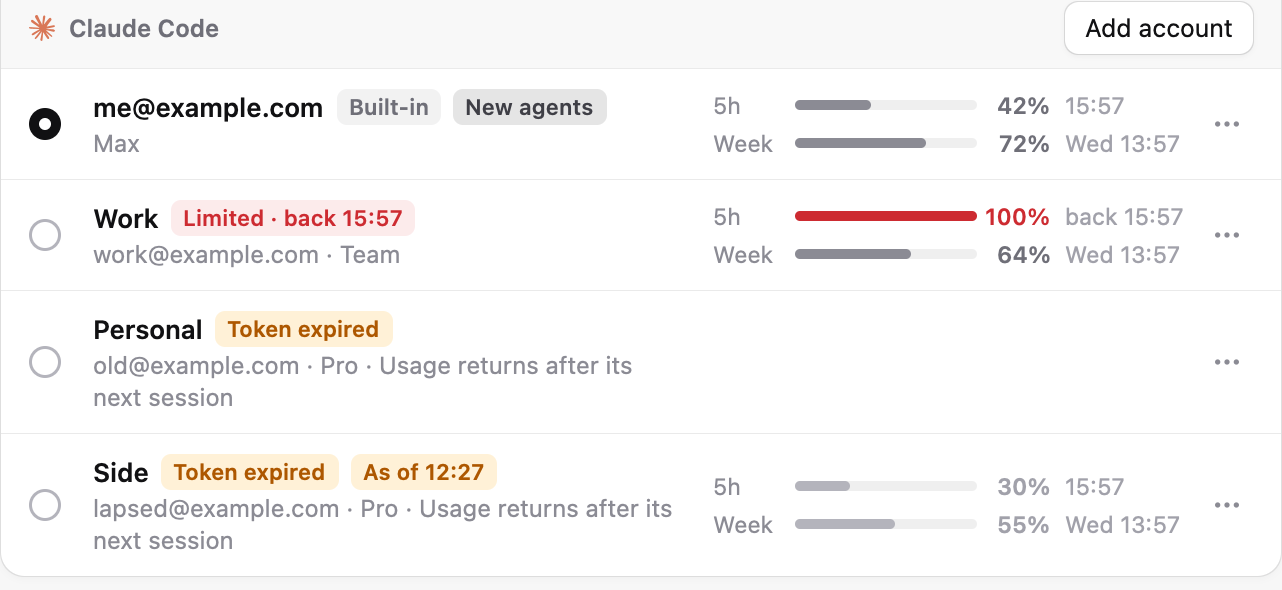 Claude Code
Add account
me@example.com Built-in New agents
Max
5h 42% 15:57
Week 72% Wed 13:57
Work Limited · back 15:57
work@example.com · Team
5h 100% back 15:57
Week 64% Wed 13:57
Personal Token expired
old@example.com · Pro · Usage returns after its
next session
Side Token expired As of 12:27
lapsed@example.com · Pro · Usage returns after its
next session
5h 30% 15:57
Week 55% Wed 13:57